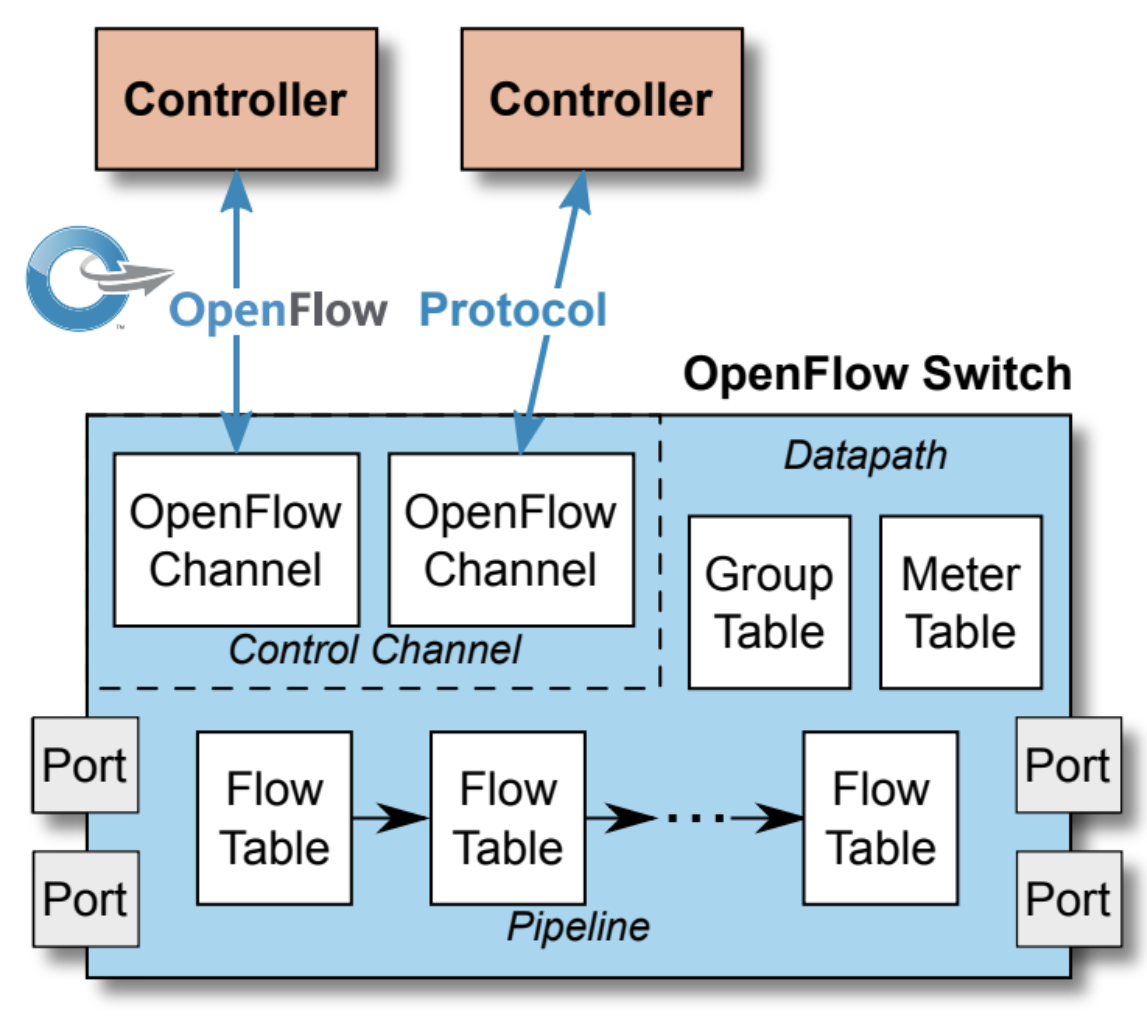 Controller
Controller
OpenFlow Protocol
™
OpenFlow Switch
Datapath
OpenFlow
Channel
OpenFlow
Channel
Control Channel
Group
Table
Meter
Table
Port
Port
Flow
Table
Flow
Table
...
Flow
Table
Pipeline
Port
Port